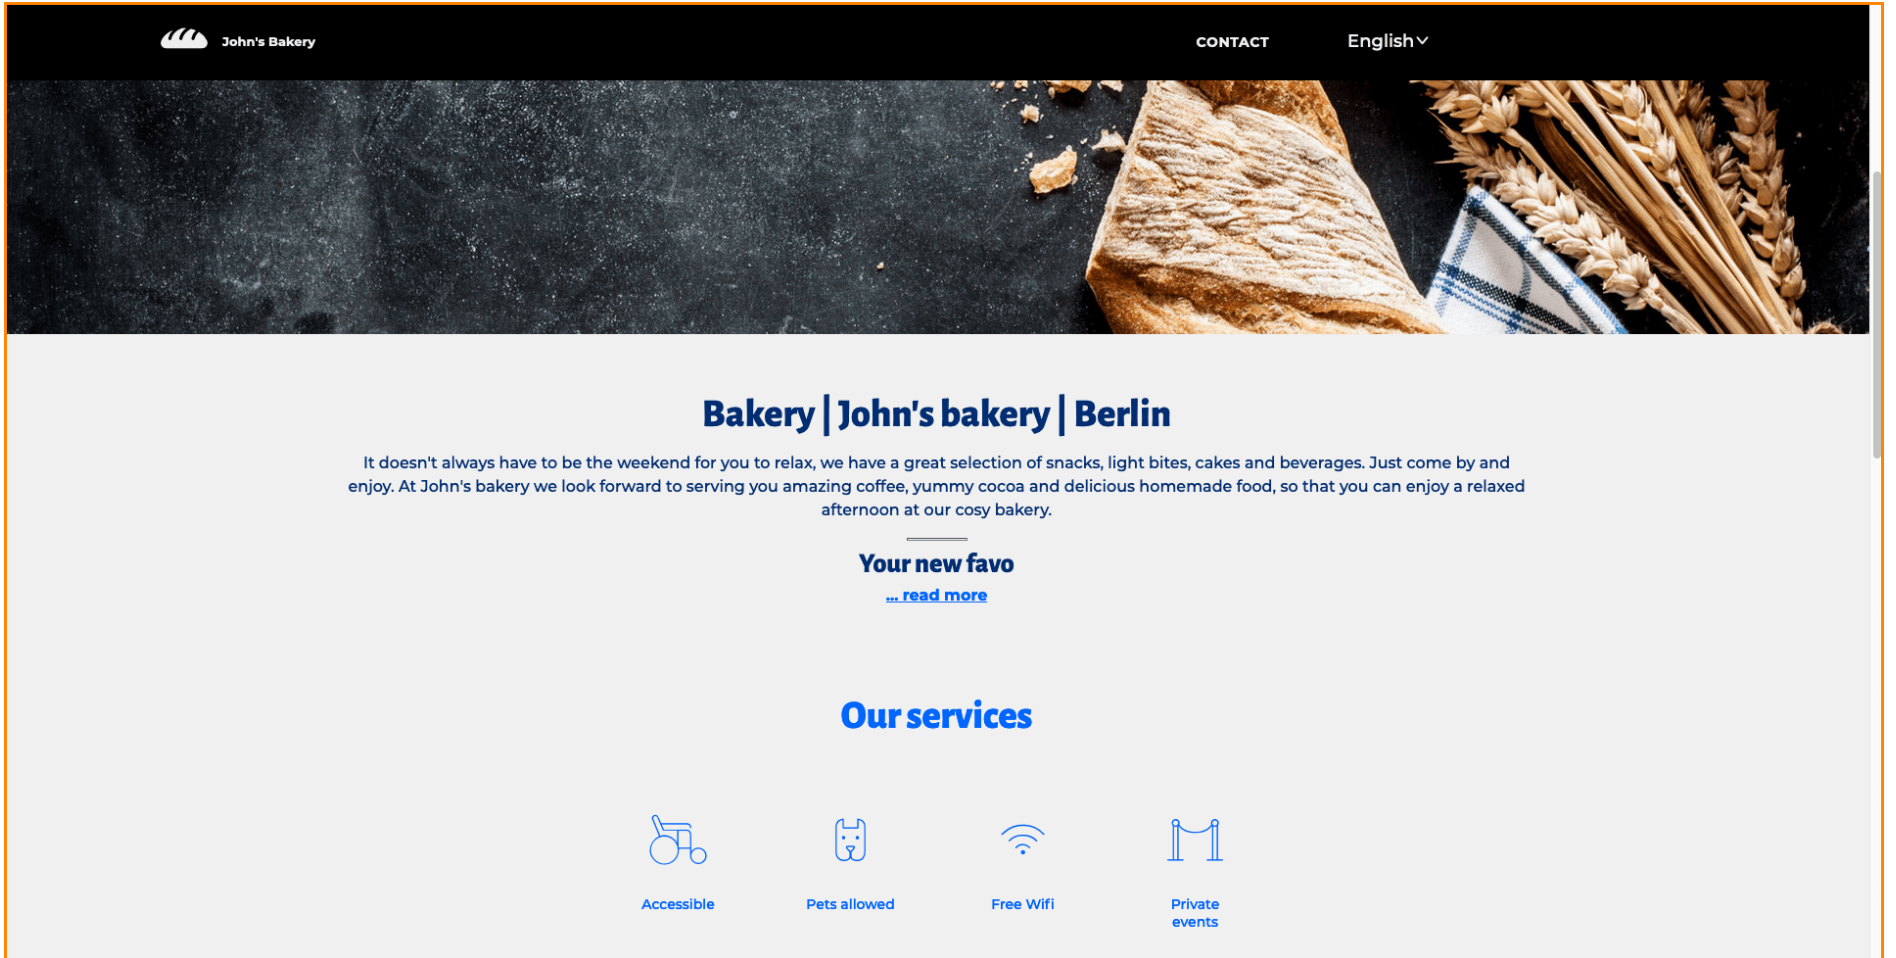 John's Bakery
CONTACT
English
Bakery | John's bakery | Berlin
It doesn't always have to be the weekend for you to relax, we have a great selection of snacks, light bites, cakes and beverages. Just come by and
enjoy. At John's bakery we look forward to serving you amazing coffee, yummy cocoa and delicious homemade food, so that you can enjoy a relaxed
afternoon at our cosy bakery.
Your new favo
... read more
Our services
Accessible
Pets allowed
Free Wifi
Private
events